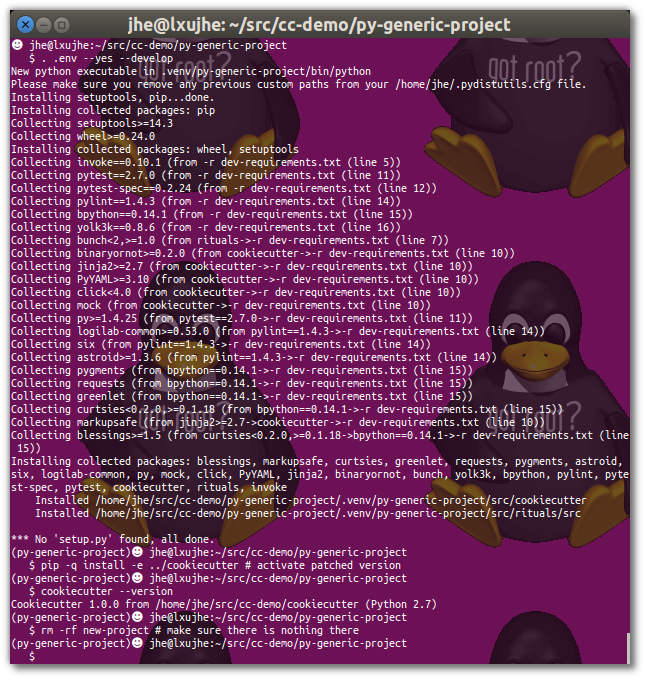 jhe@lxujhe: ~/src/cc-demo/py-generic-project
☻ jhe@lxujhe:~/src/cc-demo/py-generic-project
$ . .env --yes --develop
New python executable in .venv/py-generic-project/bin/python
Please make sure you remove any previous custom paths from your /home/jhe/.pydistutils.cfg file.
Installing setuptools, pip...done.
Installing collected packages: pip
Collecting setuptools>=14.3
Collecting wheel>=0.24.0
Installing collected packages: wheel, setuptools
Collecting invoke==0.10.1 (from -r dev-requirements.txt (line 5))
Collecting pytest==2.7.0 (from -r dev-requirements.txt (line 11))
Collecting pytest-spec==0.2.24 (from -r dev-requirements.txt (line 12))
Collecting pylint==1.4.3 (from -r dev-requirements.txt (line 14))
Collecting bpython==0.14.1 (from -r dev-requirements.txt (line 15))
Collecting yolk3k==0.8.6 (from -r dev-requirements.txt (line 16))
Collecting bunch<2,>=1.0 (from rituals->-r dev-requirements.txt (line 7))
Collecting binaryornot>=0.2.0 (from cookiecutter->-r dev-requirements.txt (line 10))
Collecting jinja2>=2.7 (from cookiecutter->-r dev-requirements.txt (line 10))
Collecting PyYAML>=3.10 (from cookiecutter->-r dev-requirements.txt (line 10))
Collecting click<4.0 (from cookiecutter->-r dev-requirements.txt (line 10))
Collecting mock (from cookiecutter->-r dev-requirements.txt (line 10))
Collecting py>=1.4.25 (from pytest==2.7.0->-r dev-requirements.txt (line 11))
Collecting logilab-common>=0.53.0 (from pylint==1.4.3->-r dev-requirements.txt (line 14))
Collecting six (from pylint==1.4.3->-r dev-requirements.txt (line 14))
Collecting astroid>=1.3.6 (from pylint==1.4.3->-r dev-requirements.txt (line 14))
Collecting pygments (from bpython==0.14.1->-r dev-requirements.txt (line 15))
Collecting requests (from bpython==0.14.1->-r dev-requirements.txt (line 15))
Collecting greenlet (from bpython==0.14.1->-r dev-requirements.txt (line 15))
Collecting curtsies<0.2.0,>=0.1.18 (from bpython==0.14.1->-r dev-requirements.txt (line 15))
Collecting markupsafe (from jinja2>=2.7->cookiecutter->-r dev-requirements.txt (line 10))
Collecting blessings>=1.5 (from curtsies<0.2.0,>=0.1.18->bpython==0.14.1->-r dev-requirements.txt (line
15))
Installing collected packages: blessings, markupsafe, curtsies, greenlet, requests, pygments, astroid,
six, logilab-common, py, mock, click, PyYAML, jinja2, binaryornot, bunch, yolk3k, bpython, pylint, pyte
st-spec, pytest, cookiecutter, rituals, invoke
Installed /home/jhe/src/cc-demo/py-generic-project/.venv/py-generic-project/src/cookiecutter
Installed /home/jhe/src/cc-demo/py-generic-project/.venv/py-generic-project/src/rituals/src
*** No 'setup.py' found, all done.
(py-generic-project)☻ jhe@lxujhe:~/src/cc-demo/py-generic-project
$ pip -q install -e ../cookiecutter # activate patched version
(py-generic-project)☻ jhe@lxujhe:~/src/cc-demo/py-generic-project
$ cookiecutter --version
Cookiecutter 1.0.0 from /home/jhe/src/cc-demo/cookiecutter (Python 2.7)
(py-generic-project)☻ jhe@lxujhe:~/src/cc-demo/py-generic-project
$ rm -rf new-project # make sure there is nothing there
(py-generic-project)☻ jhe@lxujhe:~/src/cc-demo/py-generic-project
$
got root?
got root?
got root?
got root?